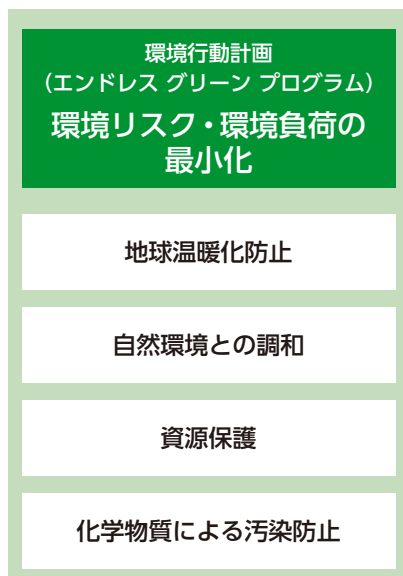 環境行動計画
（エンドレス グリーン プログラム）
環境リスク・環境負荷の
最小化
地球温暖化防止
自然環境との調和
資源保護
化学物質による汚染防止